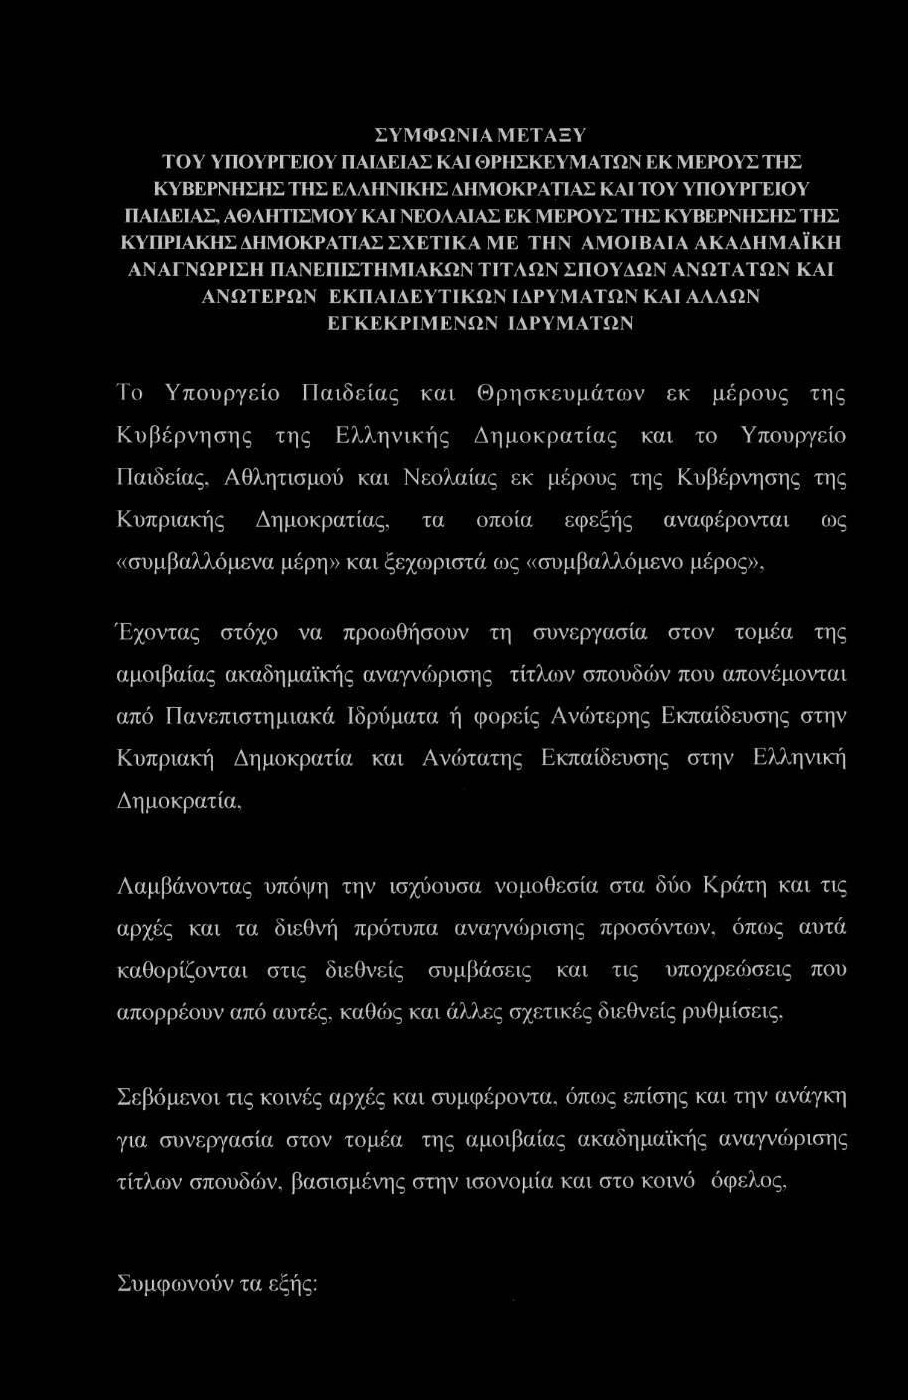 ΣΥΜΦΩΝΙΑ ΜΕΤΑΞΥ
ΤΟΥ ΥΠΟΥΡΓΕΙΟΥ ΠΑΙΔΕΙΑΣ ΚΑΙ ΘΡΗΣΚΕΥΜΑΤΩΝ ΕΚ ΜΕΡΟΥΣ ΤΗΣ
ΚΥΒΕΡΝΗΣΗΣ ΤΗΣ ΕΛΛΗΝΙΚΗΣ ΔΗΜΟΚΡΑΤΙΑΣ ΚΑΙ ΤΟΥ ΥΠΟΥΡΓΕΙΟΥ
ΠΑΙΔΕΙΑΣ, ΑΘΛΗΤΙΣΜΟΥ ΚΑΙ ΝΕΟΛΑΙΑΣ ΕΚ ΜΕΡΟΥΣ ΤΗΣ ΚΥΒΕΡΝΗΣΗΣ ΤΗΣ
ΚΥΠΡΙΑΚΗΣ ΔΗΜΟΚΡΑΤΙΑΣ ΣΧΕΤΙΚΑ ΜΕ ΤΗΝ ΑΜΟΙΒΑΙΑ ΑΚΑΔΗΜΑΪΚΗ
ΑΝΑΓΝΩΡΙΣΗ ΠΑΝΕΠΙΣΤΗΜΙΑΚΩΝ ΤΙΤΛΩΝ ΣΠΟΥΔΩΝ ΑΝΩΤΑΤΩΝ ΚΑΙ
ΑΝΩΤΕΡΩΝ ΕΚΠΑΙΔΕΥΤΙΚΩΝ ΙΔΡΥΜΑΤΩΝ ΚΑΙ ΑΛΛΩΝ
ΕΓΚΕΚΡΙΜΕΝΩΝ ΙΔΡΥΜΑΤΩΝ
Το Υπουργείο Παιδείας και Θρησκευμάτων εκ μέρους της
Κυβέρνησης της Ελληνικής Δημοκρατίας και το Υπουργείο
Παιδείας, Αθλητισμού και Νεολαίας εκ μέρους της Κυβέρνησης της
Κυπριακής Δημοκρατίας, τα οποία εφεξής αναφέρονται ως
«συμβαλλόμενα μέρη» και ξεχωριστά ως «συμβαλλόμενο μέρος»,
Έχοντας στόχο να προωθήσουν τη συνεργασία στον τομέα της
αμοιβαίας ακαδημαϊκής αναγνώρισης τίτλων σπουδών που απονέμονται
από Πανεπιστημιακά Ιδρύματα ή φορείς Ανώτερης Εκπαίδευσης στην
Κυπριακή Δημοκρατία και Ανώτατης Εκπαίδευσης στην Ελληνική
Δημοκρατία,
Λαμβάνοντας υπόψη την ισχύουσα νομοθεσία στα δύο Κράτη και τις
αρχές και τα διεθνή πρότυπα αναγνώρισης προσόντων, όπως αυτά
καθορίζονται στις διεθνείς συμβάσεις και τις υποχρεώσεις που
απορρέουν από αυτές, καθώς και άλλες σχετικές διεθνείς ρυθμίσεις,
Σεβόμενοι τις κοινές αρχές και συμφέροντα, όπως επίσης και την ανάγκη
για συνεργασία στον τομέα της αμοιβαίας ακαδημαϊκής αναγνώρισης
τίτλων σπουδών, βασισμένης στην ισονομία και στο κοινό όφελος,
Συμφωνούν τα εξής: